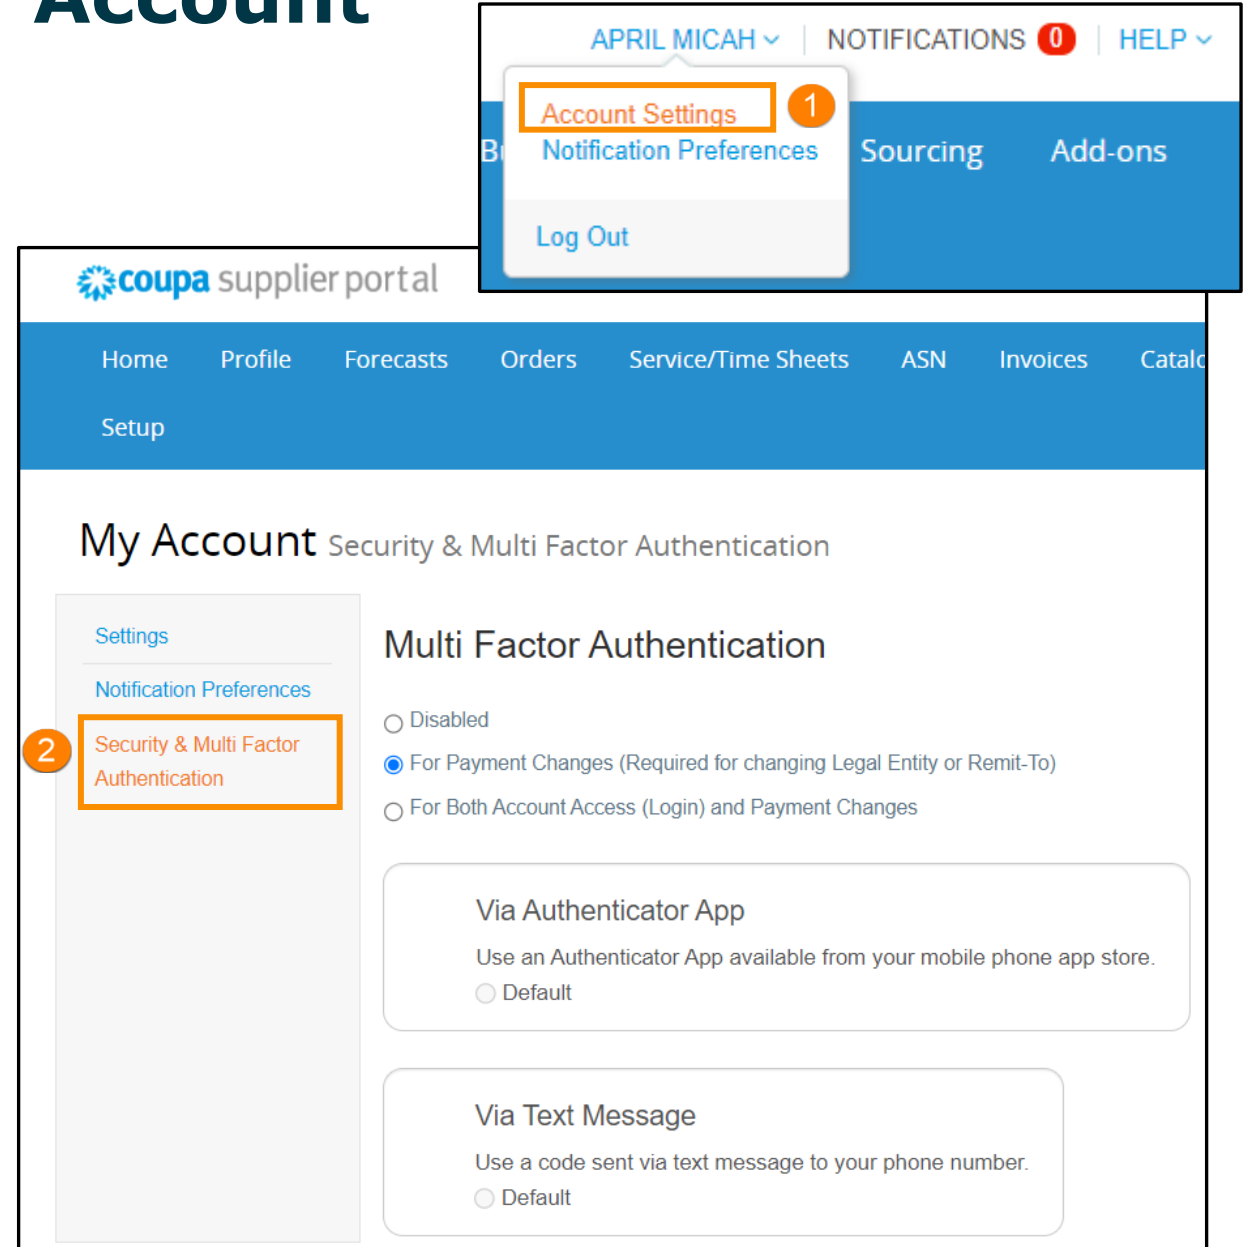 Account
APRIL MICAH
NOTIFICATIONS 0
HELP
Account Settings
1
Notification Preferences
Sourcing
Add-ons
Log Out
coupa supplier portal
Home
Profile
Forecasts
Orders
Service/Time Sheets
ASN
Invoices
Setup
My Account Security & Multi Factor Authentication
Settings
Notification Preferences
2
Security & Multi Factor
Authentication
Multi Factor Authentication
Disabled
For Payment Changes (Required for changing Legal Entity or Remit-To)
For Both Account Access (Login) and Payment Changes
Via Authenticator App
Use an Authenticator App available from your mobile phone app store.
Default
Via Text Message
Use a code sent via text message to your phone number.
Default